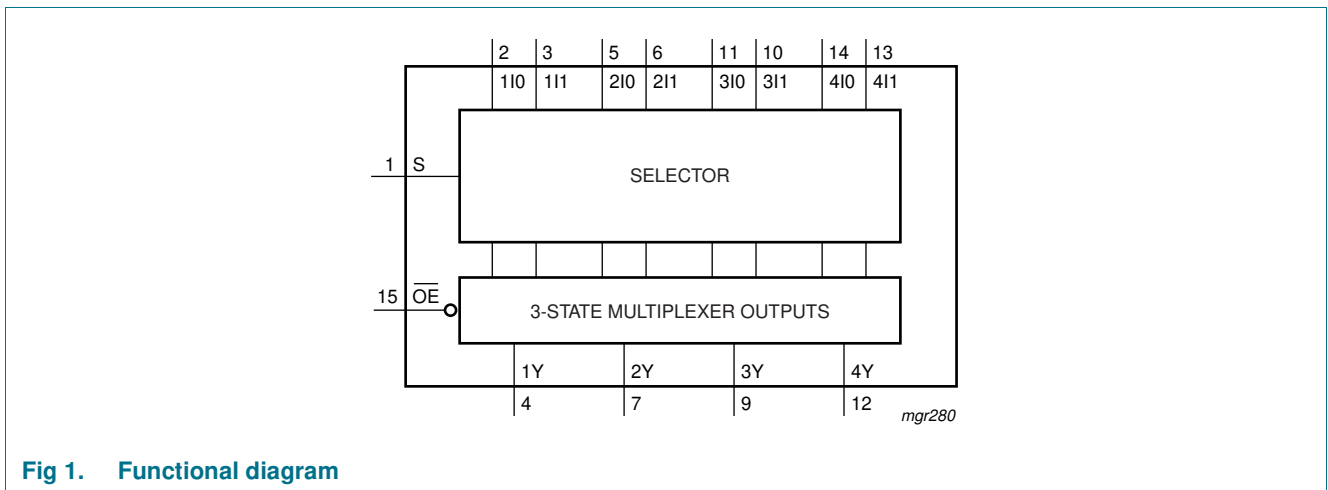 2 3 5 6 11 10 14 13
1I0 1I1 2I0 2I1 3I0 3I1 4I0 4I1
1 S
SELECTOR
15 O̅E̅
3-STATE MULTIPLEXER OUTPUTS
1Y 2Y 3Y 4Y
4 7 9 12
mgr280
Fig 1. Functional diagram